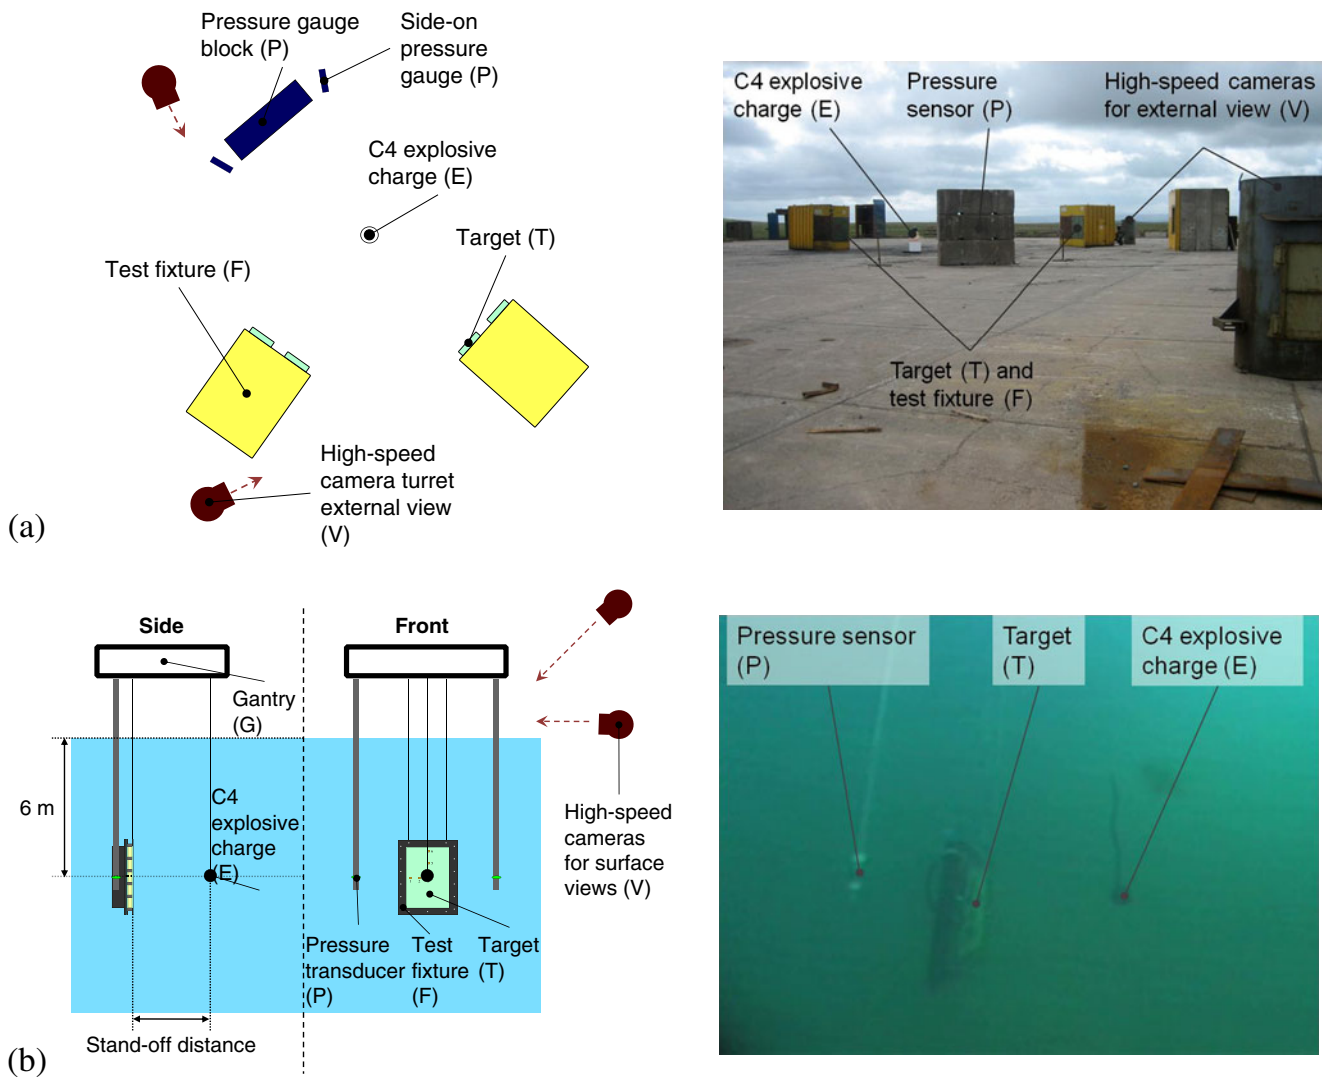 Pressure gauge
block (P)
Side-on
pressure
gauge (P)
C4 explosive
charge (E)
Target (T)
Test fixture (F)
High-speed
camera turret
external view
(V)
(a)
C4 explosive
charge (E)
Pressure
sensor (P)
High-speed cameras
for external view (V)
Target (T) and
test fixture (F)
Side
Front
Gantry
(G)
6 m
C4
explosive
charge
(E)
High-speed
cameras
for surface
views (V)
Pressure
transducer
(P)
Test
fixture
(F)
Target
(T)
Stand-off distance
(b)
Pressure sensor
(P)
Target
(T)
C4 explosive
charge (E)